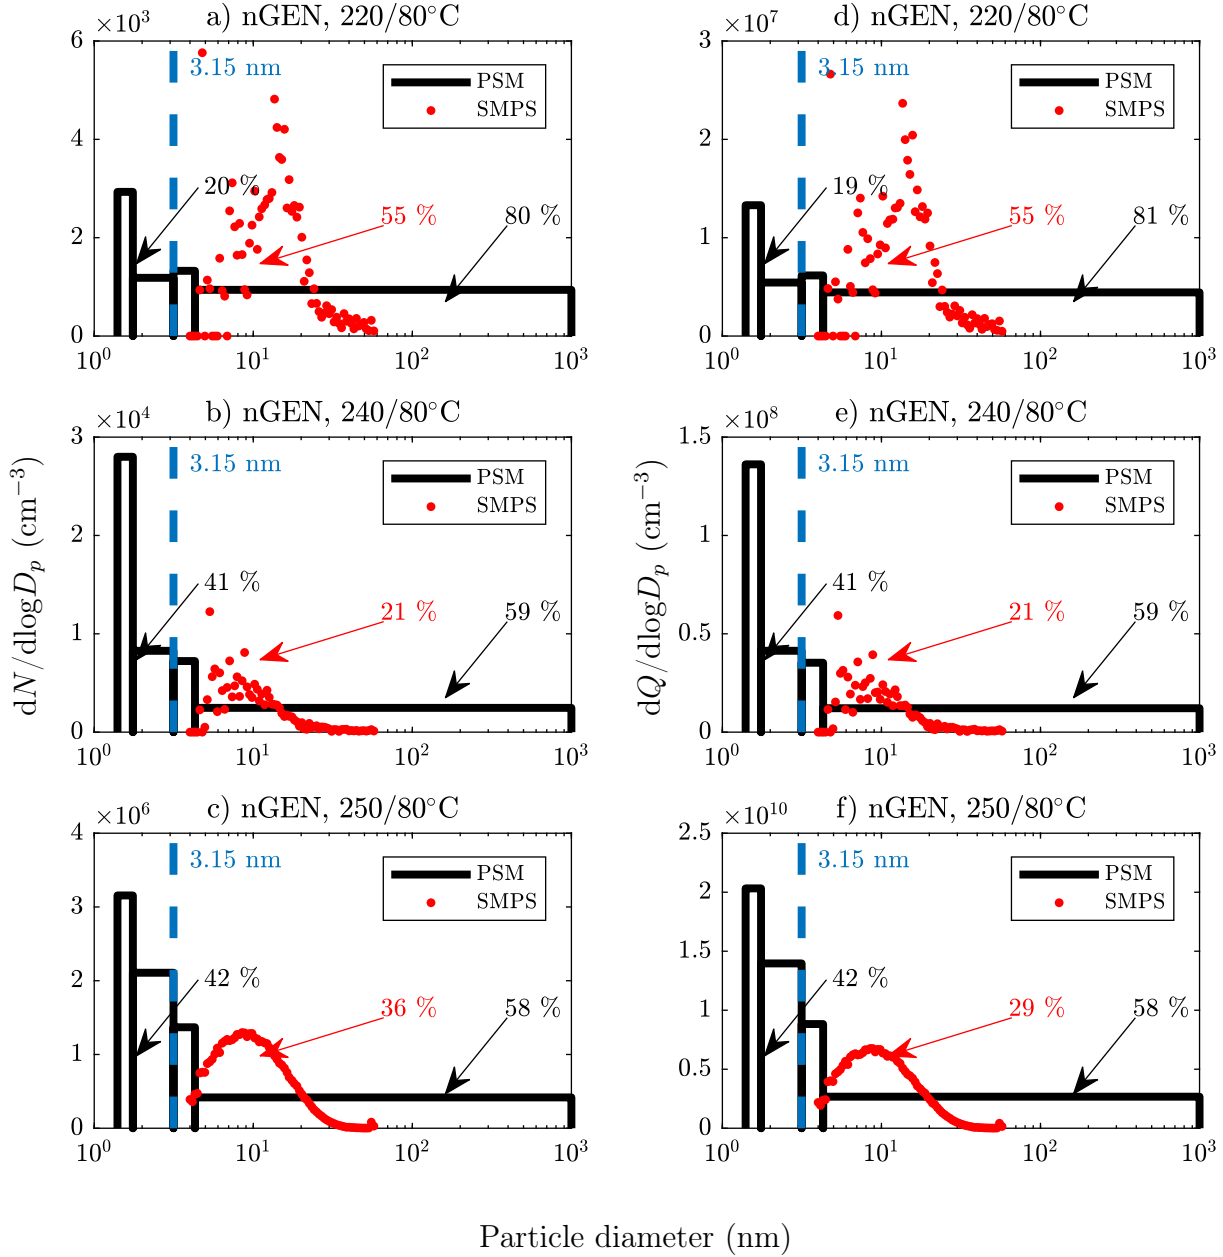 ×10³ a) nGEN, 220/80°C
6
4
2
0
3.15 nm
PSM
SMPS
20 %
55 %
80 %
10⁰ 10¹ 10² 10³
×10⁷ d) nGEN, 220/80°C
3
2
1
0
3.15 nm
PSM
SMPS
19 %
55 %
81 %
10⁰ 10¹ 10² 10³
dN/dlogDₚ (cm⁻³)
×10⁴ b) nGEN, 240/80°C
3
2
1
0
3.15 nm
PSM
SMPS
41 %
21 %
59 %
10⁰ 10¹ 10² 10³
dQ/dlogDₚ (cm⁻³)
×10⁸ e) nGEN, 240/80°C
1.5
1
0.5
0
3.15 nm
PSM
SMPS
41 %
21 %
59 %
10⁰ 10¹ 10² 10³
×10⁶ c) nGEN, 250/80°C
4
3
2
1
0
3.15 nm
PSM
SMPS
42 %
36 %
58 %
10⁰ 10¹ 10² 10³
×10¹⁰ f) nGEN, 250/80°C
2.5
2
1.5
1
0.5
0
3.15 nm
PSM
SMPS
42 %
29 %
58 %
10⁰ 10¹ 10² 10³
Particle diameter (nm)